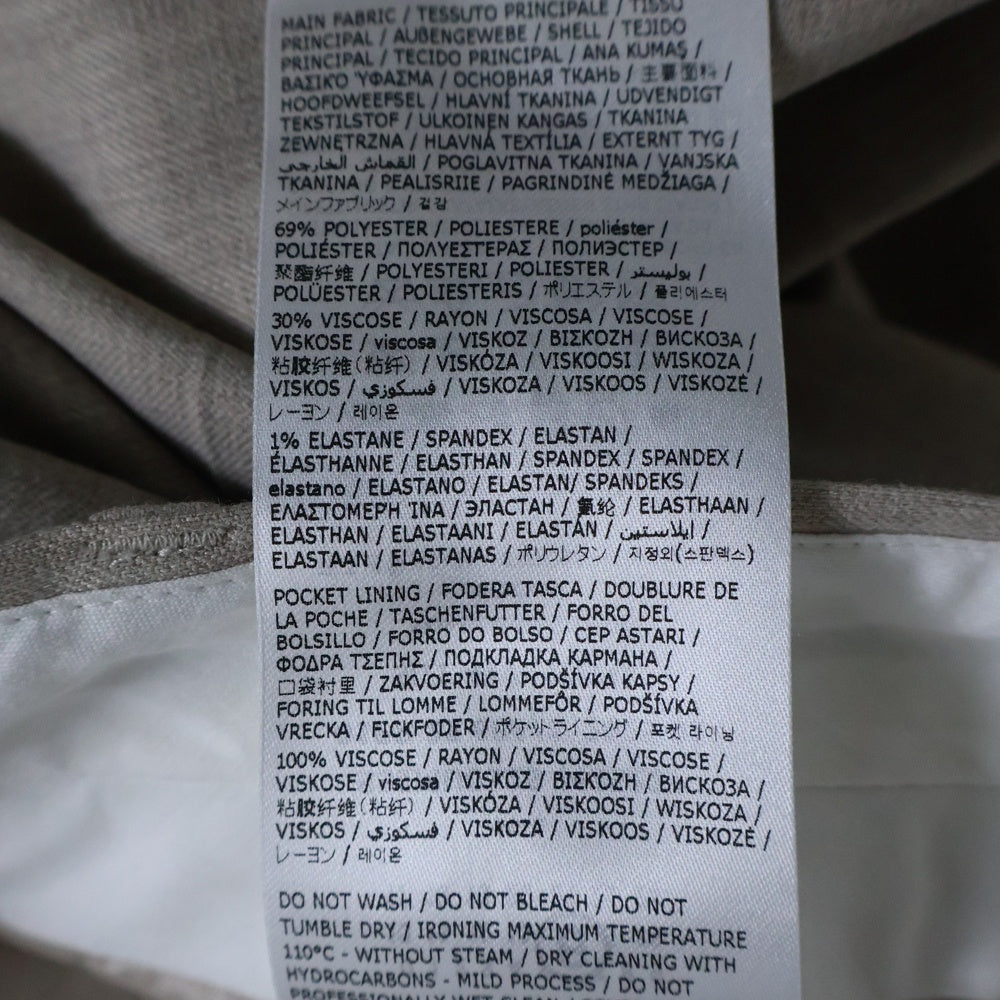 MAIN FABRIC / TESSUTO PRINCIPALE / TISSU
PRINCIPAL / AUßENGEWEBE / SHELL / TEJIDO
PRINCIPAL / TECIDO PRINCIPAL / ANA KUMAŞ /
ΒΑΣΙΚΌ ΎΦΑΣΜΑ / ОСНОВНАЯ ТКАНЬ / 主要面料 /
HOOFDWEEFSEL / HLAVNÍ TKANINA / UDVENDIGT
TEKSTILSTOF / ULKOINEN KANGAS / TKANINA
ZEWNĘTRZNA / HLAVNÁ TEXTÍLIA / EXTERNT TYG /
القماش الخارجي / POGLAVITNA TKANINA / VANJSKA
TKANINA / PEALISRIIE / PAGRINDINĖ MEDŽIAGA /
メインファブリック / 겉감
69% POLYESTER / POLIESTERE / poliéster /
POLIÉSTER / ΠΟΛΥΕΣΤΕΡΑΣ / ПОЛИЭСТЕР /
聚酯纤维 / POLYESTERI / POLIESTER / بوليستر /
POLÜESTER / POLIESTERIS / ポリエステル / 폴리에스터
30% VISCOSE / RAYON / VISCOSA / VISCOSE /
VISKOSE / viscosa / VISKOZ / ΒΙΣΚΟΖΗ / ВИСКОЗА /
粘胶纤维(粘纤) / VISKÓZA / VISKOOSI / WISKOZA /
VISKOS / فسكوزي / VISKOZA / VISKOOS / VISKOZĖ /
レーヨン / 레이온
1% ELASTANE / SPANDEX / ELASTAN /
ÉLASTHANNE / ELASTHAN / SPANDEX / SPANDEX /
elastano / ELASTANO / ELASTAN/ SPANDEKS /
ΕΛΑΣΤΟΜΕΡΉ ΊΝΑ / ЭЛАСТАН / 氨纶 / ELASTHAAN /
ELASTHAN / ELASTAANI / ELASTÁN / ايلاستين /
ELASTAAN / ELASTANAS / ポリウレタン / 지정외(스판덱스)
POCKET LINING / FODERA TASCA / DOUBLURE DE
LA POCHE / TASCHENFUTTER / FORRO DEL
BOLSILLO / FORRO DO BOLSO / CEP ASTARI /
ΦΟΔΡΑ ΤΣΕΠΗΣ / ПОДКЛАДКА КАРМАНА /
口袋衬里 / ZAKVOERING / PODŠÍVKA KAPSY /
FORING TIL LOMME / LOMMEFÔR / PODŠÍVKA
VRECKA / FICKFODER / ポケットライニング / 포켓 라이닝
100% VISCOSE / RAYON / VISCOSA / VISCOSE /
VISKOSE / viscosa / VISKOZ / ΒΙΣΚΟΖΗ / ВИСКОЗА /
粘胶纤维(粘纤) / VISKÓZA / VISKOOSI / WISKOZA /
VISKOS / فسكوزي / VISKOZA / VISKOOS / VISKOZĖ /
レーヨン / 레이온
DO NOT WASH / DO NOT BLEACH / DO NOT
TUMBLE DRY / IRONING MAXIMUM TEMPERATURE
110°C - WITHOUT STEAM / DRY CLEANING WITH
HYDROCARBONS - MILD PROCESS / DO NOT
PROFESSIONALLY WET CLEAN /